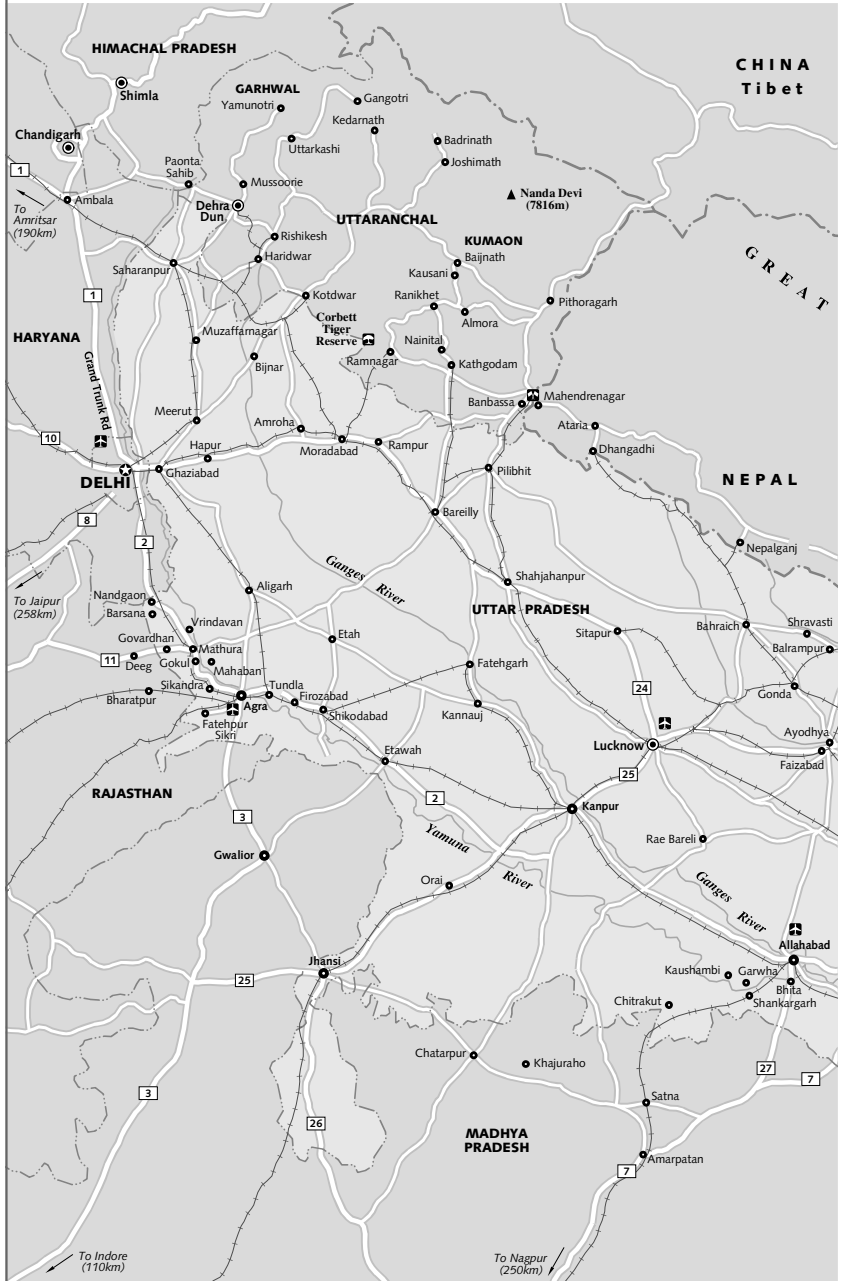 HIMACHAL PRADESH
CHINA
Tibet
Shimla
GARHWAL
Yamunotri
Gangotri
Kedarnath
Chandigarh
Uttarkashi
Badrinath
Joshimath
1
Paonta
Sahib
Mussoorie
Nanda Devi
(7816m)
Ambala
To
Amritsar
(190km)
Dehra
Dun
UTTARANCHAL
Rishikesh
KUMAON
GREAT
Haridwar
Baijnath
Saharanpur
Kausani
1
Kotdwar
Ranikhet
Pithoragarh
Almora
Corbett
Tiger
Reserve
HARYANA
Muzaffarnagar
Nainital
Ramnagar
Bijnar
Kathgodam
Grand Trunk Rd
Banbassa
Mahendrenagar
Meerut
Amroha
Ataria
10
Hapur
Moradabad
Rampur
Dhangadhi
DELHI
Ghaziabad
Pilibhit
NEPAL
8
Bareilly
2
Nepalganj
Ganges
River
Shahjahanpur
To Jaipur
(258km)
Nandgaon
Aligarh
Barsana
UTTAR PRADESH
Vrindavan
Etah
Sitapur
Bahraich
Shravasti
Govardhan
Mathura
Balrampur
11
Deeg
Gokul
Mahaban
Fatehgarh
Sikandra
Tundla
24
Gonda
Bharatpur
Agra
Firozabad
Shikodabad
Kannauj
Fatehpur
Sikri
Ayodhya
Lucknow
Etawah
Faizabad
25
RAJASTHAN
2
Kanpur
3
Yamuna
River
Rae Bareli
Gwalior
Orai
Ganges
River
Allahabad
Jhansi
Kaushambi
Garwha
25
Bhita
Chitrakut
Shankargarh
Chatarpur
Khajuraho
27
7
3
Satna
26
MADHYA
PRADESH
Amarpatan
7
To Indore
(110km)
To Nagpur
(250km)